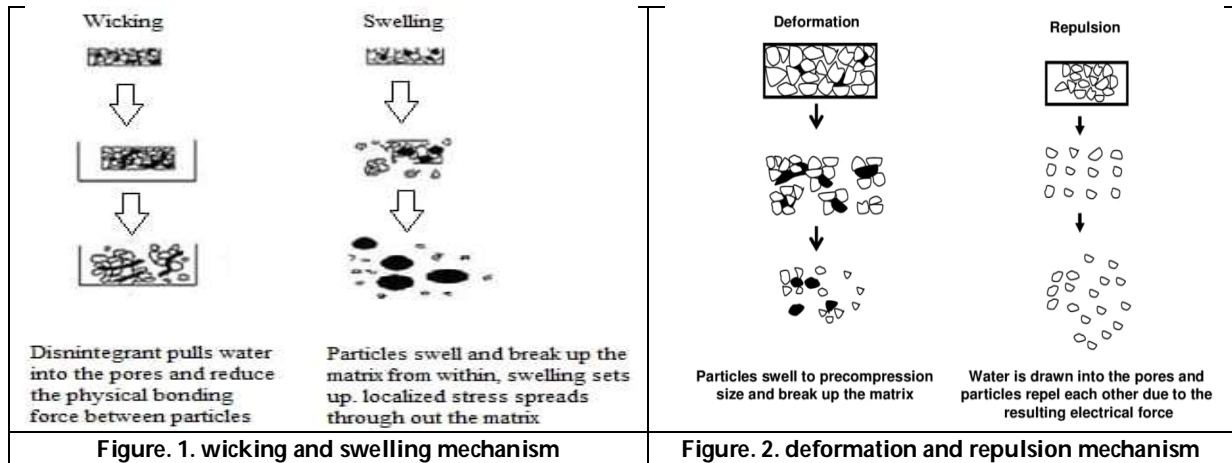 Wicking
Swelling
Disnintegrant pulls water
into the pores and reduce
the physical bonding
force between particles
Particles swell and break up the
matrix from within, swelling sets
up. localized stress spreads
through out the matrix
Figure. 1. wicking and swelling mechanism
Deformation
Repulsion
Particles swell to precompression
size and break up the matrix
Water is drawn into the pores and
particles repel each other due to the
resulting electrical force
Figure. 2. deformation and repulsion mechanism